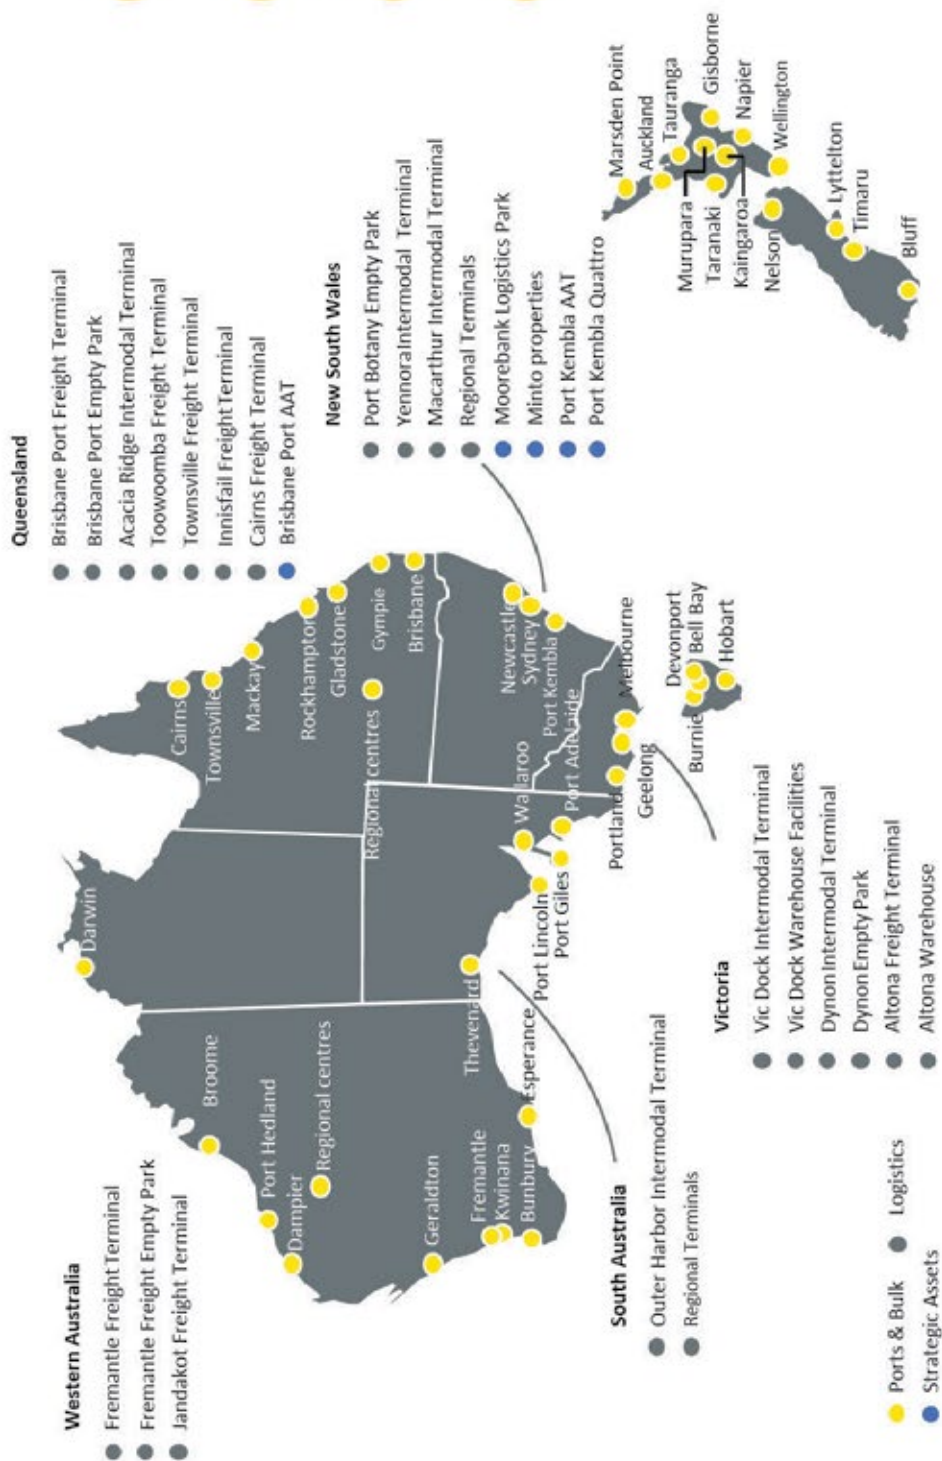 Western Australia
Fremantle Freight Terminal
Fremantle Freight Empty Park
Jandakot Freight Terminal
Queensland
Brisbane Port Freight Terminal
Brisbane Port Empty Park
Acacia Ridge Intermodal Terminal
Toowoomba Freight Terminal
Townsville Freight Terminal
Innisfail Freight Terminal
Cairns Freight Terminal
Brisbane Port AAT
New South Wales
Port Botany Empty Park
Yennora Intermodal Terminal
Macarthur Intermodal Terminal
Regional Terminals
Moorebank Logistics Park
Minto properties
Port Kembla AAT
Port Kembla Quattro
Darwin
Broome
Port Hedland
Dampier
Regional centres
Geraldton
Fremantle
Kwinana
Bunbury
Esperance
Thevenard
Port Lincoln
Port Giles
Wallaroo
Port Adelaide
Cairns
Townsville
Mackay
Rockhampton
Gladstone
Regional centres
Gympie
Brisbane
Newcastle
Sydney
Port Kembla
Melbourne
Portland
Geelong
Burnie
Devonport
Bell Bay
Hobart
Marsden Point
Auckland
Tauranga
Gisborne
Murupara
Taranaki
Kaingaroa
Napier
Wellington
Nelson
Lyttelton
Timaru
Bluff
South Australia
Outer Harbor Intermodal Terminal
Regional Terminals
Victoria
Vic Dock Intermodal Terminal
Vic Dock Warehouse Facilities
Dynon Intermodal Terminal
Dynon Empty Park
Altona Freight Terminal
Altona Warehouse
Ports & Bulk
Logistics
Strategic Assets